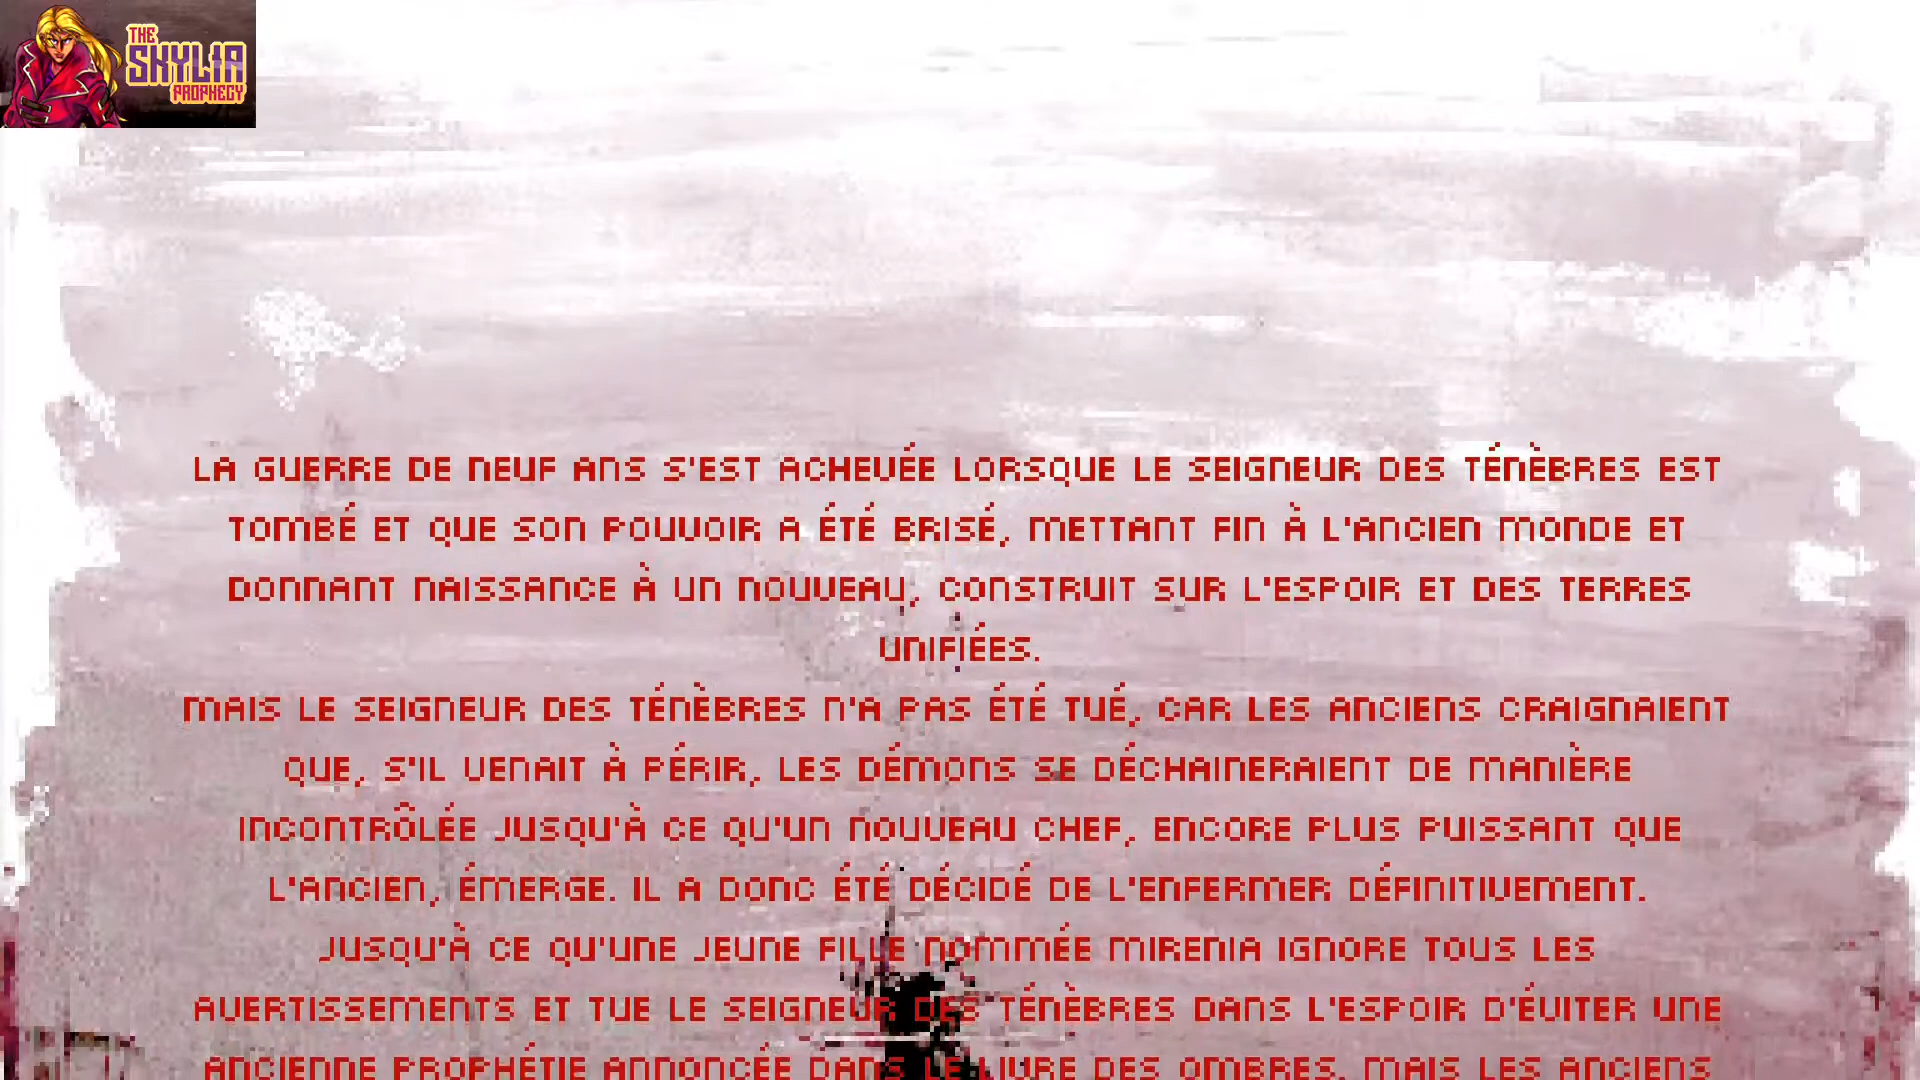 THE
SKYLIA
PROPHECY
LA GUERRE DE NEUF ANS S'EST ACHEVÉE LORSQUE LE SEIGNEUR DES TÉNÈBRES EST
TOMBÉ ET QUE SON POUVOIR A ÉTÉ BRISÉ, METTANT FIN À L'ANCIEN MONDE ET
DONNANT NAISSANCE À UN NOUVEAU, CONSTRUIT SUR L'ESPOIR ET DES TERRES
UNIFIÉES.
MAIS LE SEIGNEUR DES TÉNÈBRES N'A PAS ÉTÉ TUÉ, CAR LES ANCIENS CRAIGNAIENT
QUE, S'IL VENAIT À PÉRIR, LES DÉMONS SE DÉCHAINERAIENT DE MANIÈRE
INCONTRÔLÉE JUSQU'À CE QU'UN NOUVEAU CHEF, ENCORE PLUS PUISSANT QUE
L'ANCIEN, ÉMERGE. IL A DONC ÉTÉ DÉCIDÉ DE L'ENFERMER DÉFINITIVEMENT.
JUSQU'À CE QU'UNE JEUNE FILLE NOMMÉE MIRENIA IGNORE TOUS LES
AVERTISSEMENTS ET TUE LE SEIGNEUR DES TÉNÈBRES DANS L'ESPOIR D'ÉVITER UNE
ANCIENNE PROPHÉTIE ANNONCÉE DANS LE LIVRE DES OMBRES. MAIS LES ANCIENS